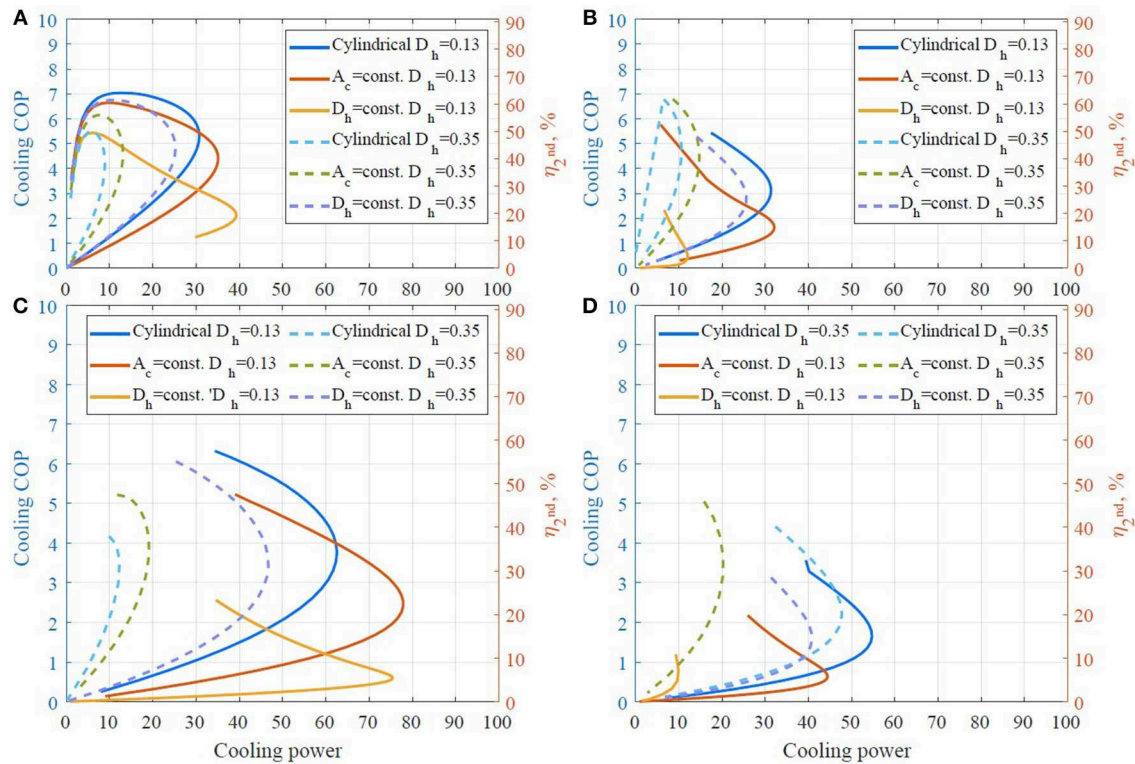 A
Cooling COP
10
9
8
7
6
5
4
3
2
1
0
0 10 20 30 40 50 60 70 80 90 100
90
80
70
60
50
40
30
20
10
0
η2nd, %
Cylindrical Dh=0.13
Ac=const. Dh=0.13
Dh=const. Dh=0.13
Cylindrical Dh=0.35
Ac=const. Dh=0.35
Dh=const. Dh=0.35
B
Cooling COP
10
9
8
7
6
5
4
3
2
1
0
0 10 20 30 40 50 60 70 80 90 100
90
80
70
60
50
40
30
20
10
0
η2nd, %
Cylindrical Dh=0.13
Ac=const. Dh=0.13
Dh=const. Dh=0.13
Cylindrical Dh=0.35
Ac=const. Dh=0.35
Dh=const. Dh=0.35
C
Cooling COP
10
9
8
7
6
5
4
3
2
1
0
0 10 20 30 40 50 60 70 80 90 100
Cooling power
90
80
70
60
50
40
30
20
10
0
η2nd, %
Cylindrical Dh=0.13 Cylindrical Dh=0.35
Ac=const. Dh=0.13 Ac=const. Dh=0.35
Dh=const. 'Dh=0.13 Dh=const. Dh=0.35
D
Cooling COP
10
9
8
7
6
5
4
3
2
1
0
0 10 20 30 40 50 60 70 80 90 100
Cooling power
90
80
70
60
50
40
30
20
10
0
η2nd, %
Cylindrical Dh=0.35 Cylindrical Dh=0.35
Ac=const. Dh=0.13 Ac=const. Dh=0.35
Dh=const. Dh=0.13 Dh=const. Dh=0.35